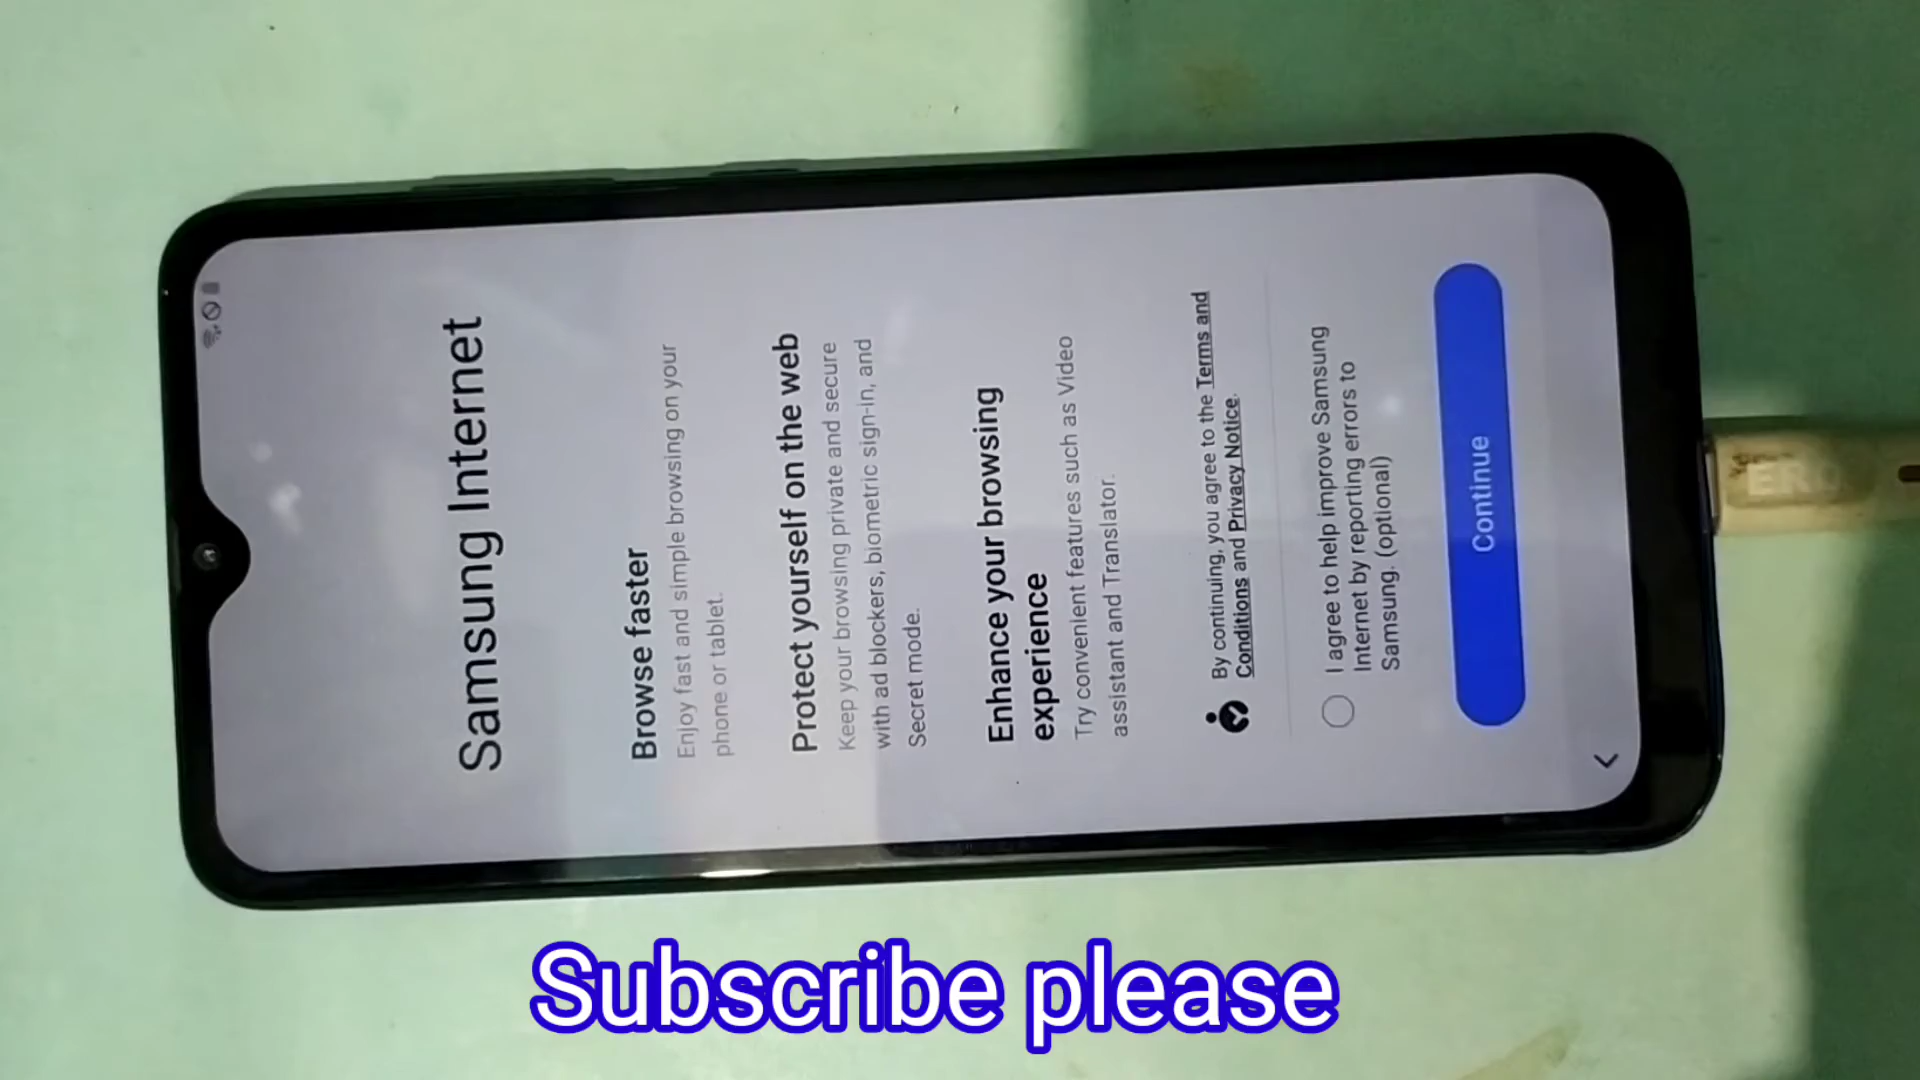 Samsung Internet
Browse faster
Enjoy fast and simple browsing on your
phone or tablet.
Protect yourself on the web
Keep your browsing private and secure
with ad blockers, biometric sign-in, and
Secret mode.
Enhance your browsing
experience
Try convenient features such as Video
assistant and Translator.
By continuing, you agree to the Terms and
Conditions and Privacy Notice.
I agree to help improve Samsung
Internet by reporting errors to
Samsung. (optional)
Continue
Subscribe please